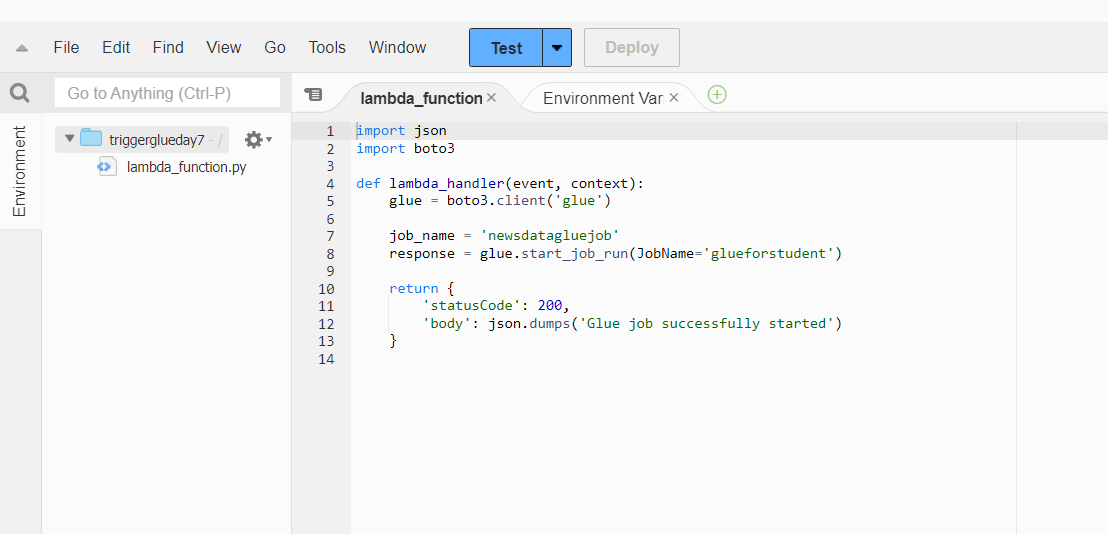 File Edit Find View Go Tools Window Test Deploy
Go to Anything (Ctrl-P)
lambda_function × Environment Var ×
Environment
triggerglueday7 - /
lambda_function.py
1 import json
2 import boto3
3
4 def lambda_handler(event, context):
5     glue = boto3.client('glue')
6
7     job_name = 'newsdatagluejob'
8     response = glue.start_job_run(JobName='glueforstudent')
9
10     return {
11         'statusCode': 200,
12         'body': json.dumps('Glue job successfully started')
13     }
14